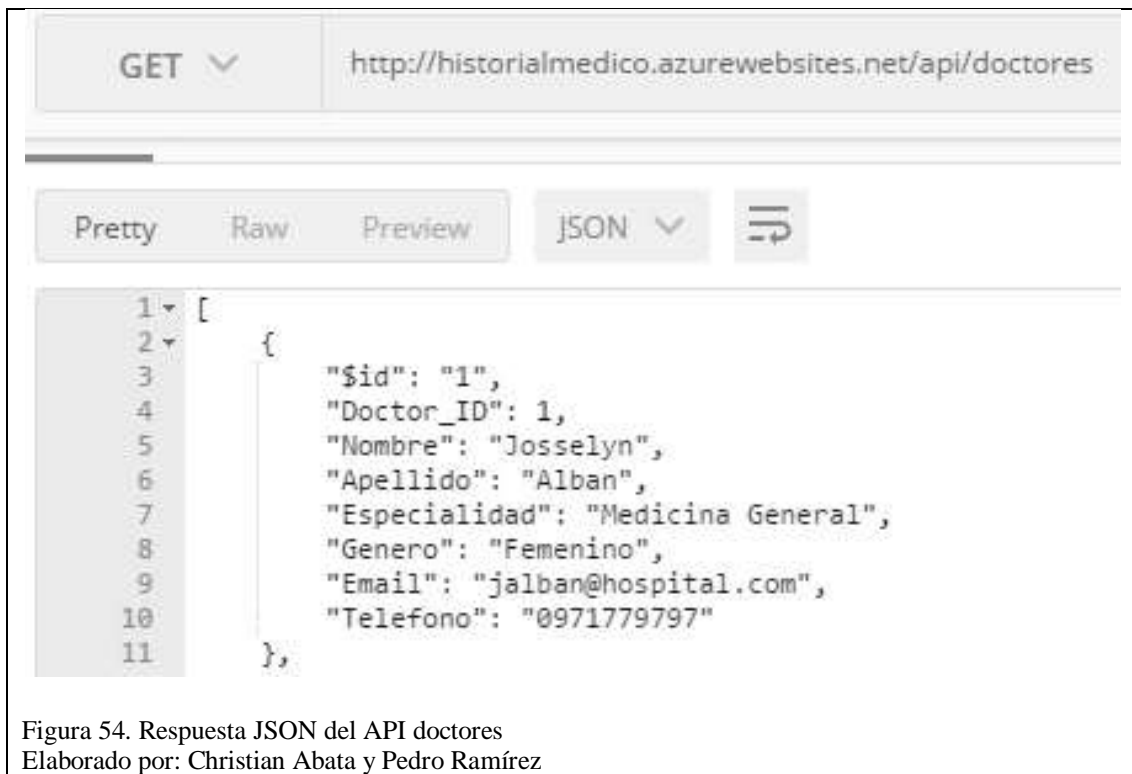 GET http://historialmedico.azurewebsites.net/api/doctores
Pretty Raw Preview JSON
1 [
2 {
3 "$id": "1",
4 "Doctor_ID": 1,
5 "Nombre": "Josselyn",
6 "Apellido": "Alban",
7 "Especialidad": "Medicina General",
8 "Genero": "Femenino",
9 "Email": "jalban@hospital.com",
10 "Telefono": "0971779797"
11 },
Figura 54. Respuesta JSON del API doctores
Elaborado por: Christian Abata y Pedro Ramírez